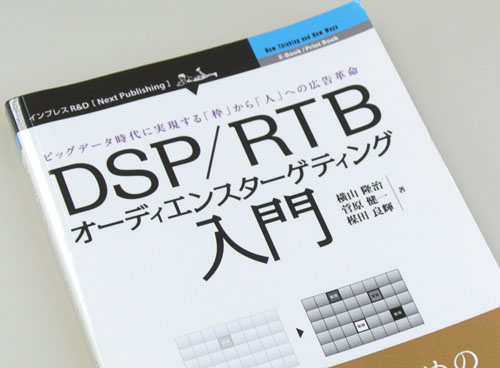 New Thinking and New Ways
E-Book / Print Book
インプレスR&D [ Next Publishing ]
ビッグデータ時代に実現する「枠」から「人」への広告革命
DSP/RTB
オーディエンスターゲティング
入門
横山 隆治
菅原 健一
楳田 良輝
著